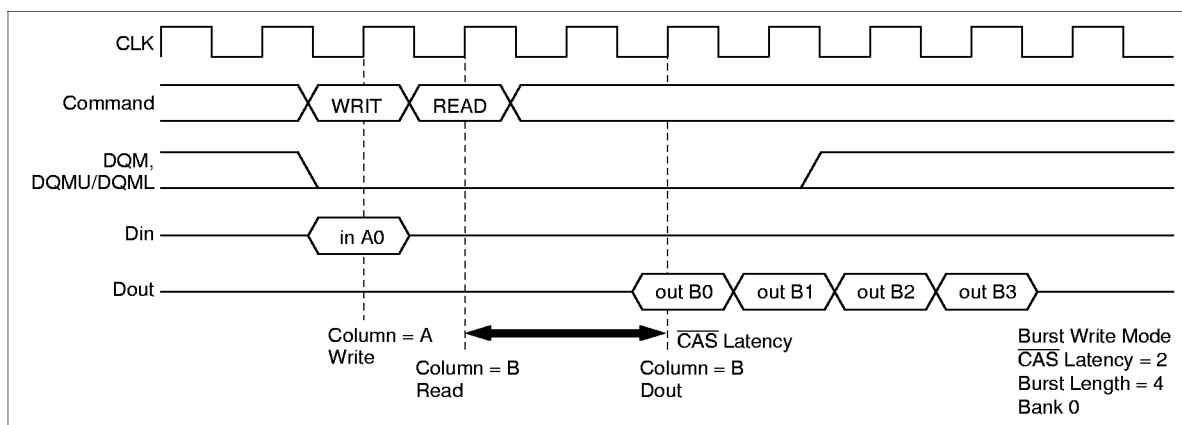 CLK
Command
WRIT
READ
DQM,
DQMU/DQML
Din
in A0
Dout
out B0
out B1
out B2
out B3
Column = A
Write
Column = B
Read
CAS Latency
Column = B
Dout
Burst Write Mode
CAS Latency = 2
Burst Length = 4
Bank 0